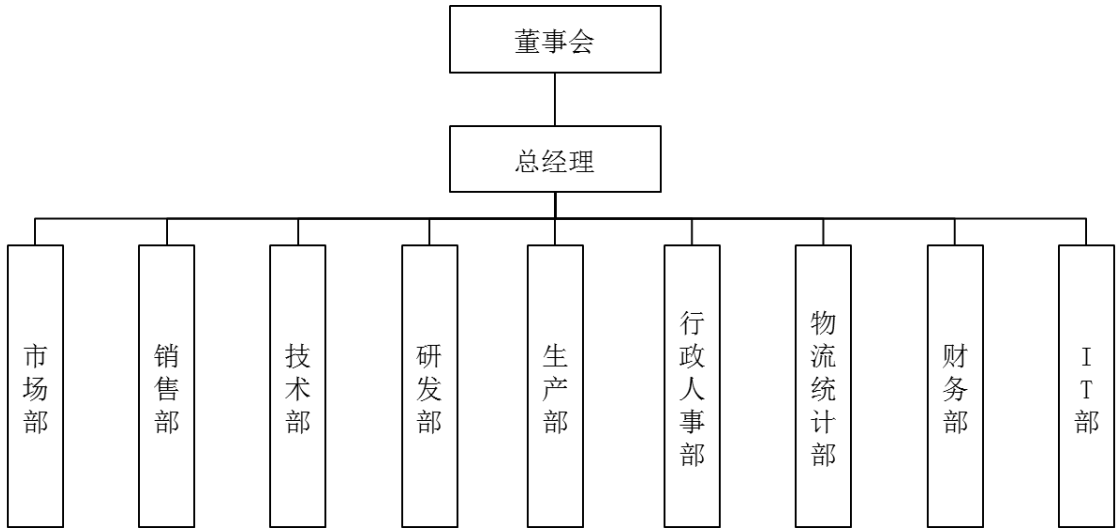 董事会
总经理
市场部
销售部
技术部
研发部
生产部
行政人事部
物流统计部
财务部
IT部